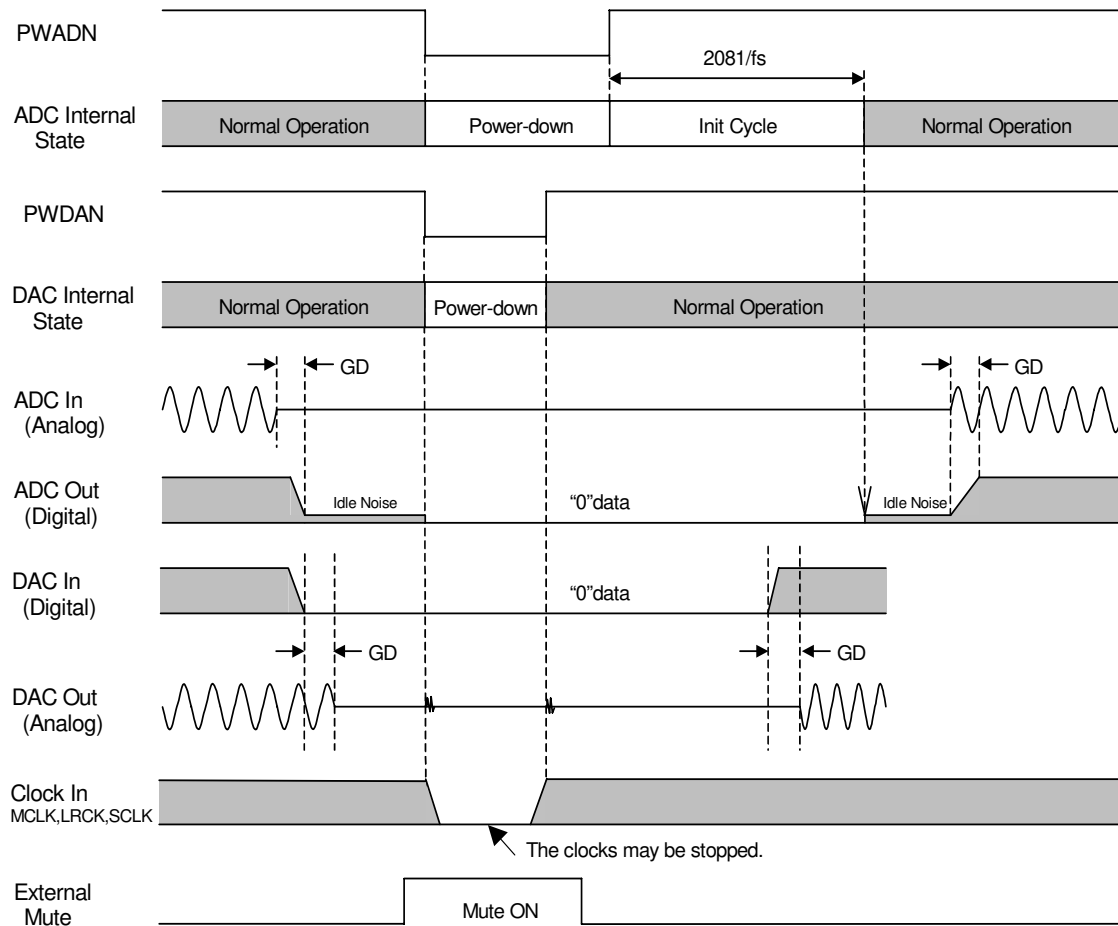 PWADN
2081/fs
ADC Internal
State
Normal Operation
Power-down
Init Cycle
Normal Operation
PWDAN
DAC Internal
State
Normal Operation
Power-down
Normal Operation
GD
GD
ADC In
(Analog)
ADC Out
(Digital)
Idle Noise
“0”data
Idle Noise
DAC In
(Digital)
“0”data
GD
GD
DAC Out
(Analog)
Clock In
MCLK,LRCK,SCLK
The clocks may be stopped.
External
Mute
Mute ON